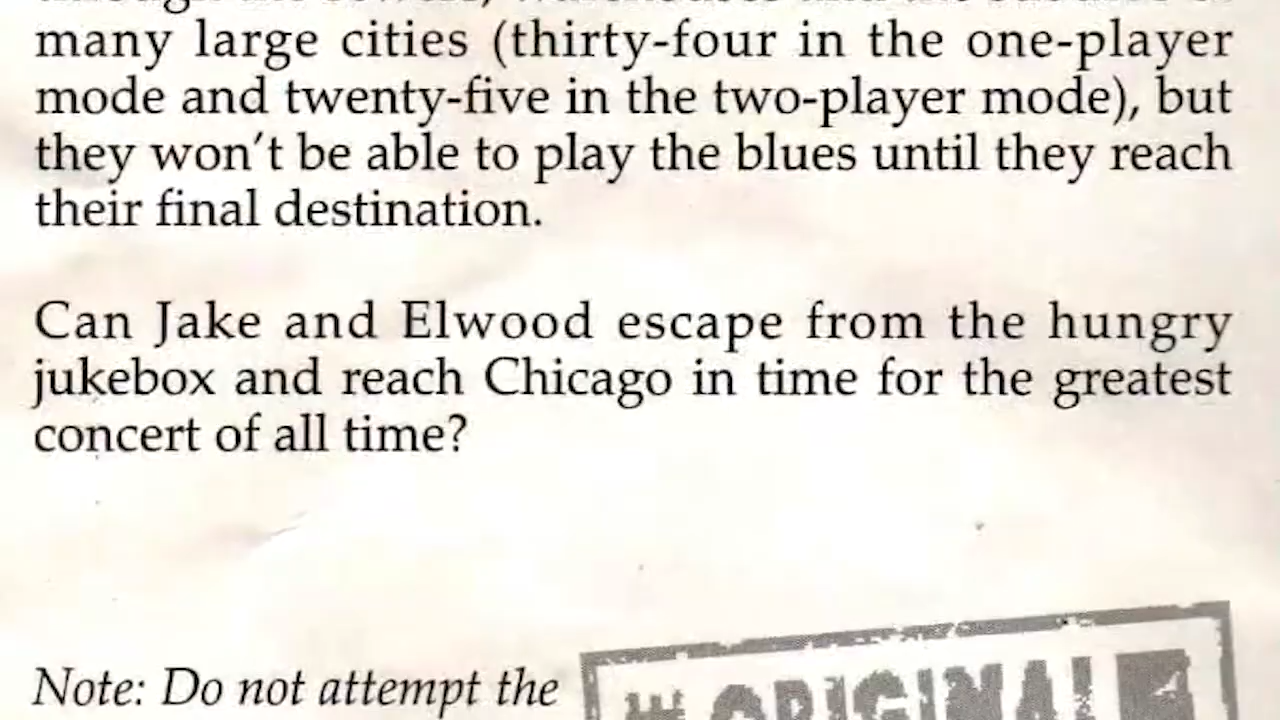 many large cities (thirty-four in the one-player
mode and twenty-five in the two-player mode), but
they won't be able to play the blues until they reach
their final destination.
Can Jake and Elwood escape from the hungry
jukebox and reach Chicago in time for the greatest
concert of all time?
Note: Do not attempt the
ORIGINAL